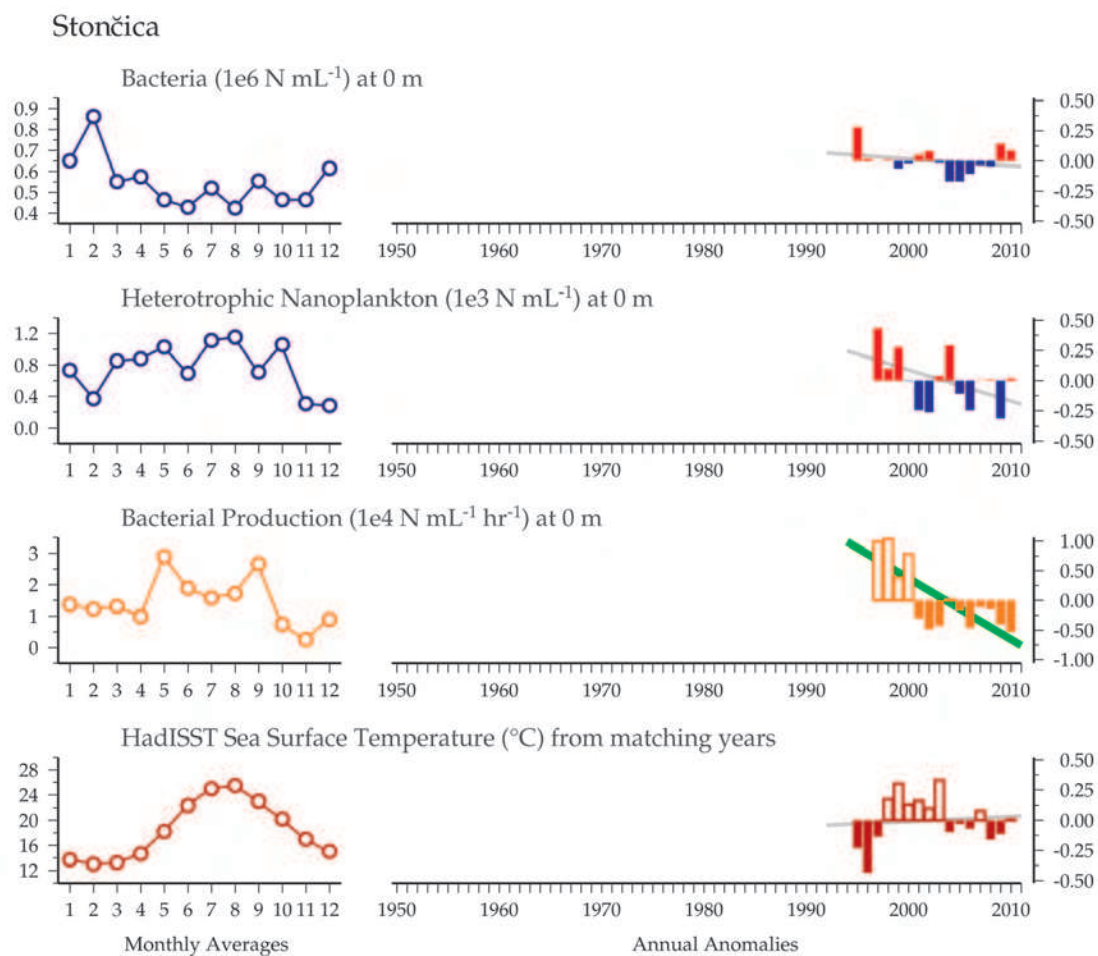 Stončica
Bacteria (1e6 N mL⁻¹) at 0 m
0.9
0.8
0.7
0.6
0.5
0.4
1 2 3 4 5 6 7 8 9 10 11 12
1950 1960 1970 1980 1990 2000 2010
0.50
0.25
0.00
-0.25
-0.50
Heterotrophic Nanoplankton (1e3 N mL⁻¹) at 0 m
1.2
0.8
0.4
0.0
1 2 3 4 5 6 7 8 9 10 11 12
1950 1960 1970 1980 1990 2000 2010
0.50
0.25
0.00
-0.25
-0.50
Bacterial Production (1e4 N mL⁻¹ hr⁻¹) at 0 m
3
2
1
0
1 2 3 4 5 6 7 8 9 10 11 12
1950 1960 1970 1980 1990 2000 2010
1.00
0.50
0.00
-0.50
-1.00
HadISST Sea Surface Temperature (°C) from matching years
28
24
20
16
12
1 2 3 4 5 6 7 8 9 10 11 12
1950 1960 1970 1980 1990 2000 2010
0.50
0.25
0.00
-0.25
-0.50
Monthly Averages
Annual Anomalies